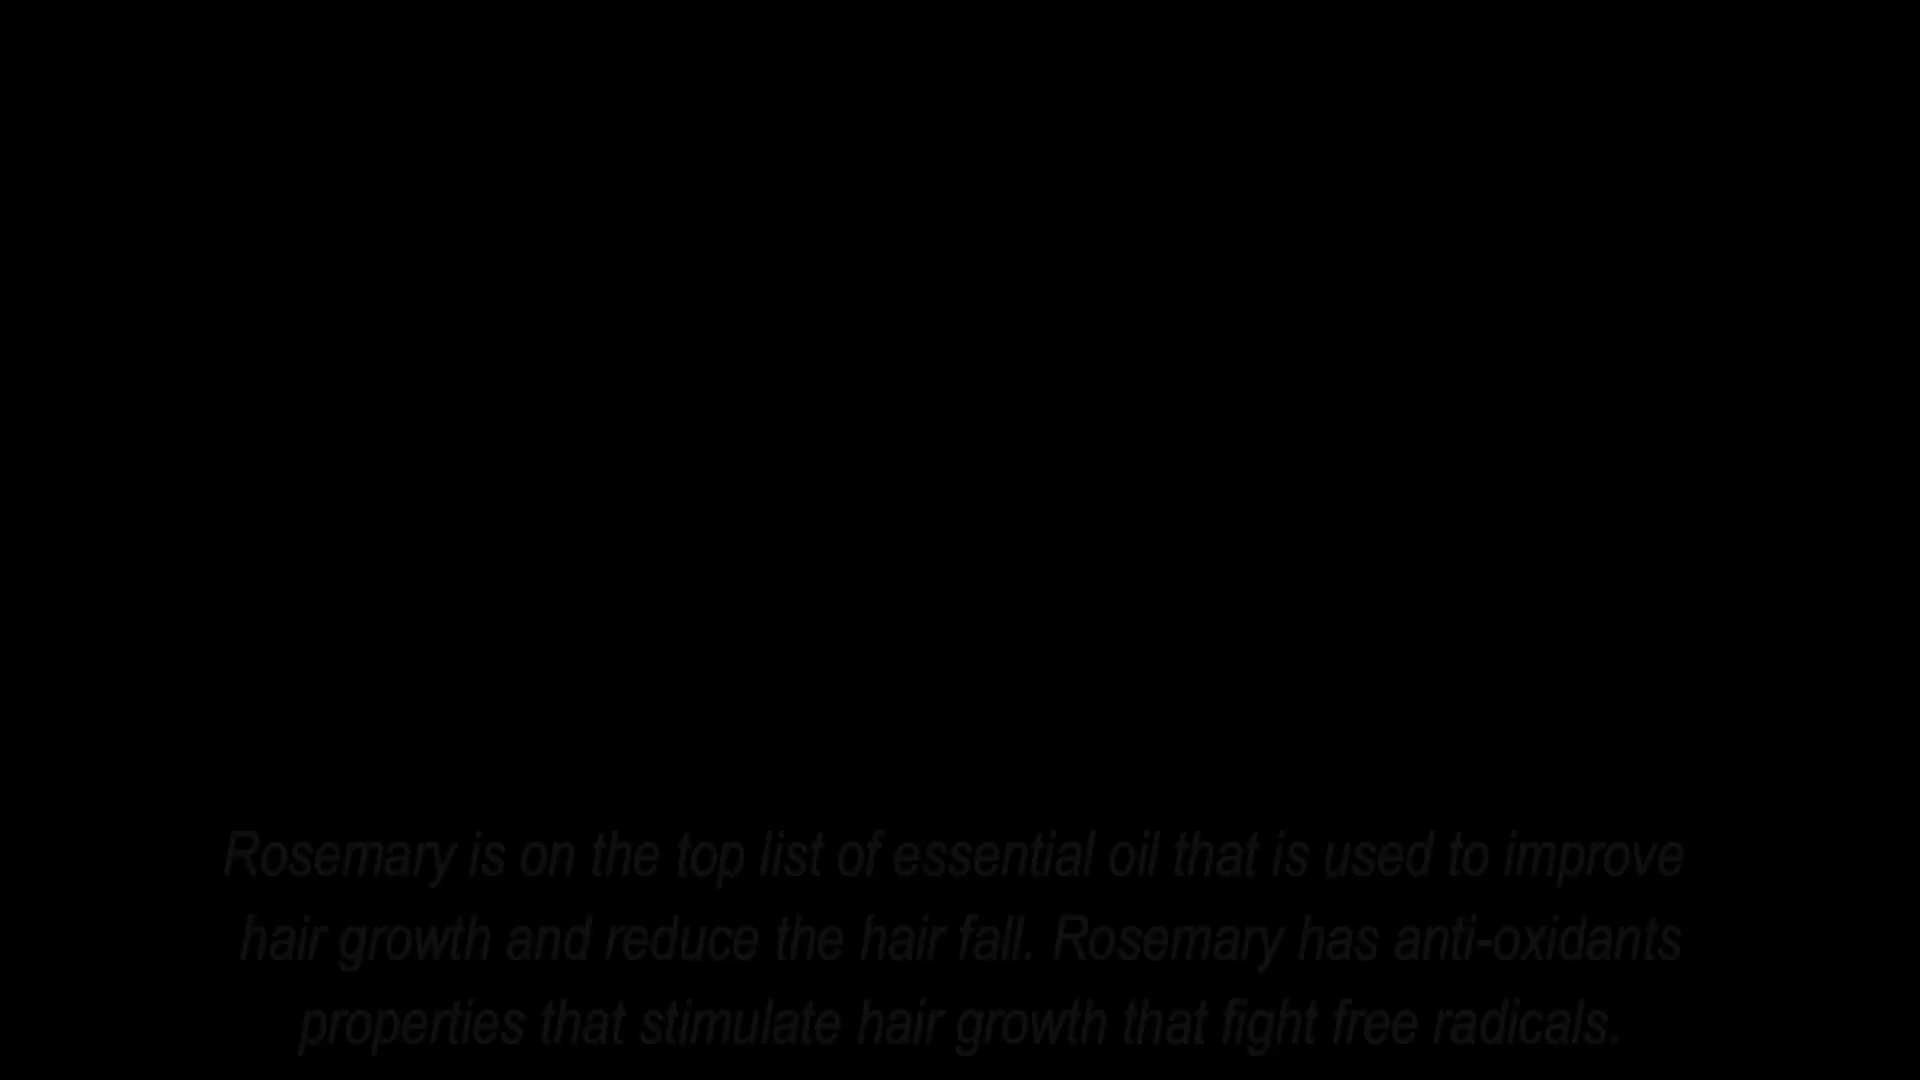 Rosemary is on the top list of essential oil that is used to improve
hair growth and reduce the hair fall. Rosemary has anti-oxidants
properties that stimulate hair growth that fight free radicals.